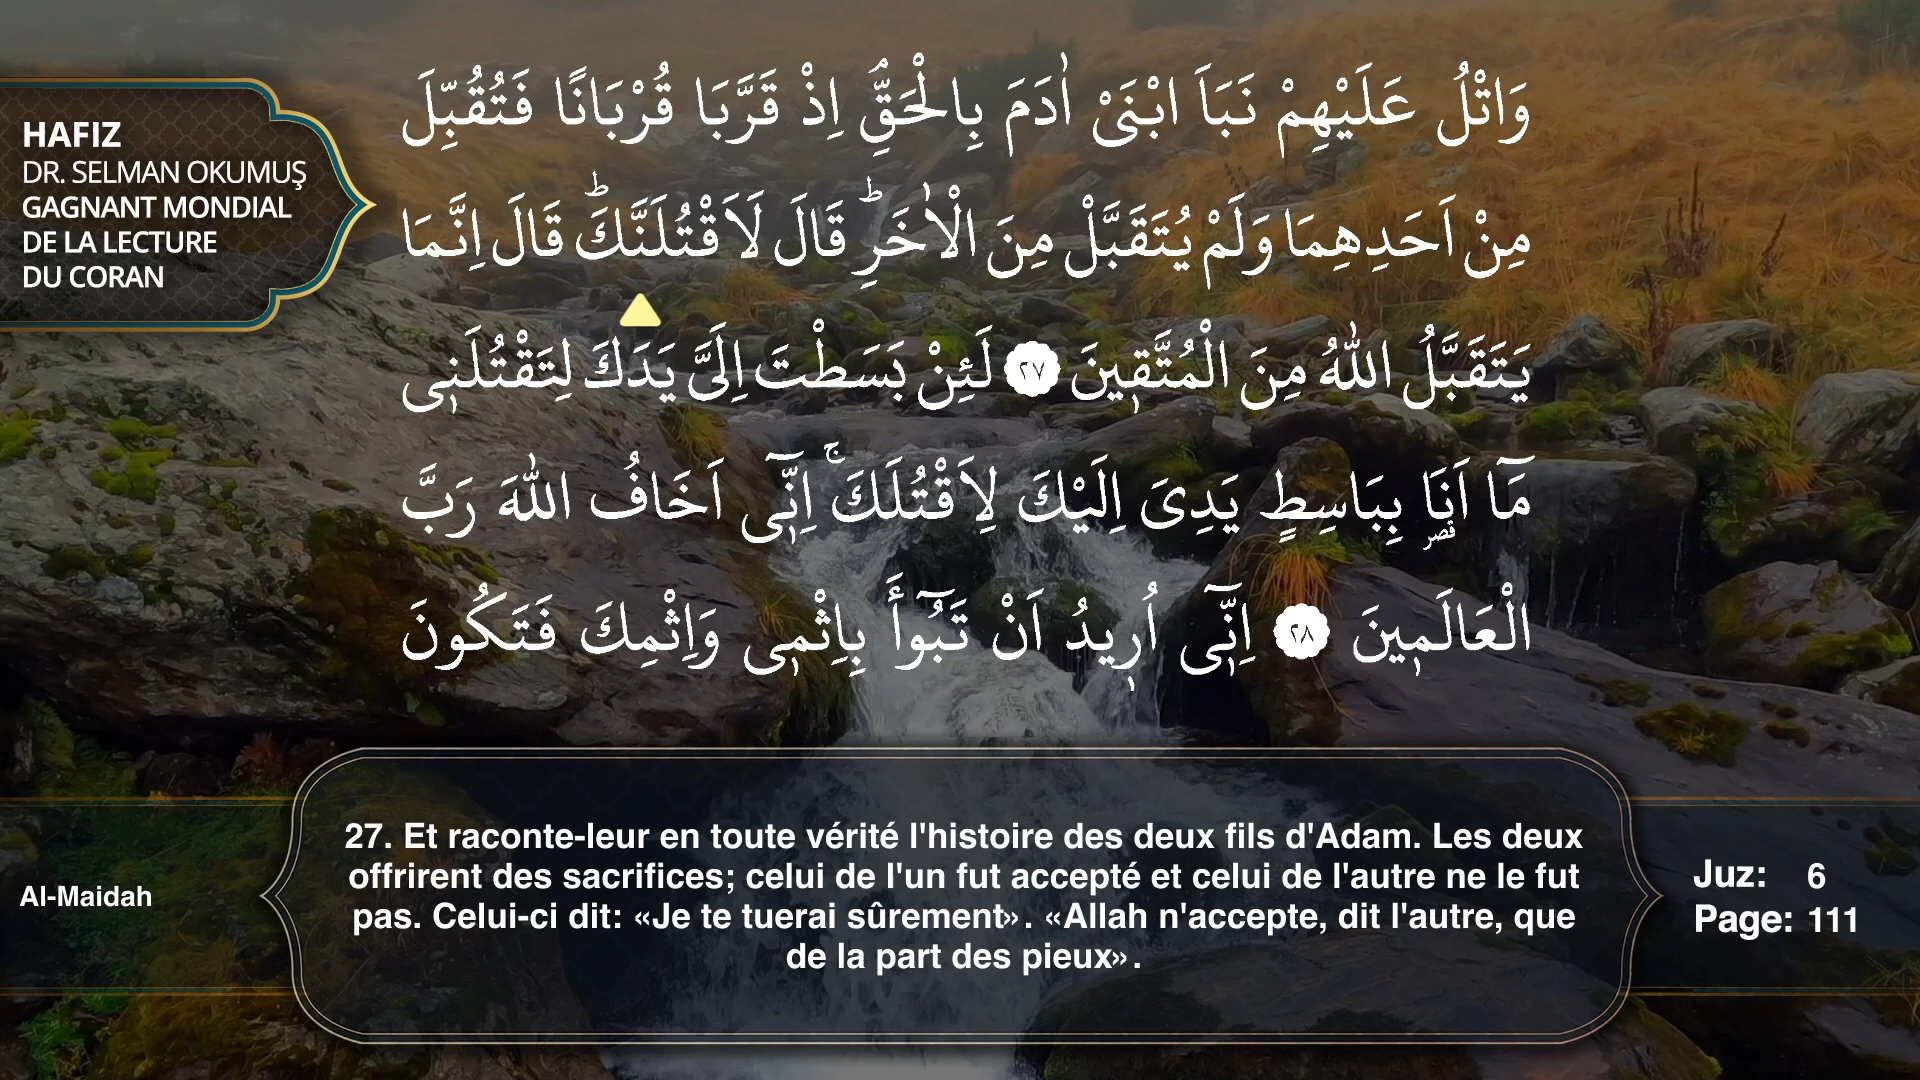 HAFIZ
DR. SELMAN OKUMUŞ
GAGNANT MONDIAL
DE LA LECTURE
DU CORAN
وَاتْلُ عَلَيْهِمْ نَبَاَ ابْنَىْ اٰدَمَ بِالْحَقِّۢ اِذْ قَرَّبَا قُرْبَانًا فَتُقُبِّلَ
مِنْ اَحَدِهِمَا وَلَمْ يُتَقَبَّلْ مِنَ الْاٰخَرِۜ قَالَ لَاَقْتُلَنَّكَۜ قَالَ اِنَّمَا
يَتَقَبَّلُ اللّٰهُ مِنَ الْمُتَّقٖينَ ٢٧ لَئِنْ بَسَطْتَ اِلَىَّ يَدَكَ لِتَقْتُلَنٖى
مَٓا اَنَا۬ قصر بِبَاسِطٍ يَدِىَ اِلَيْكَ لِاَقْتُلَكَۚ اِنّٖٓى اَخَافُ اللّٰهَ رَبَّ
الْعَالَمٖينَ ٢٨ اِنّٖٓى اُرٖيدُ اَنْ تَبُٓوأَ بِاِثْمٖى وَاِثْمِكَ فَتَكُونَ
27. Et raconte-leur en toute vérité l'histoire des deux fils d'Adam. Les deux
offrirent des sacrifices; celui de l'un fut accepté et celui de l'autre ne le fut
pas. Celui-ci dit: «Je te tuerai sûrement». «Allah n'accepte, dit l'autre, que
de la part des pieux».
Al-Maidah
Juz: 6
Page: 111